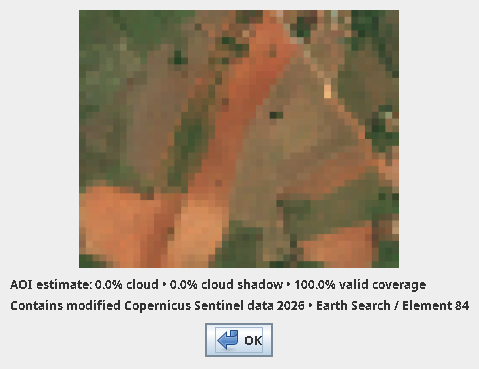 AOI estimate: 0.0% cloud • 0.0% cloud shadow • 100.0% valid coverage
Contains modified Copernicus Sentinel data 2026 • Earth Search / Element 84
OK